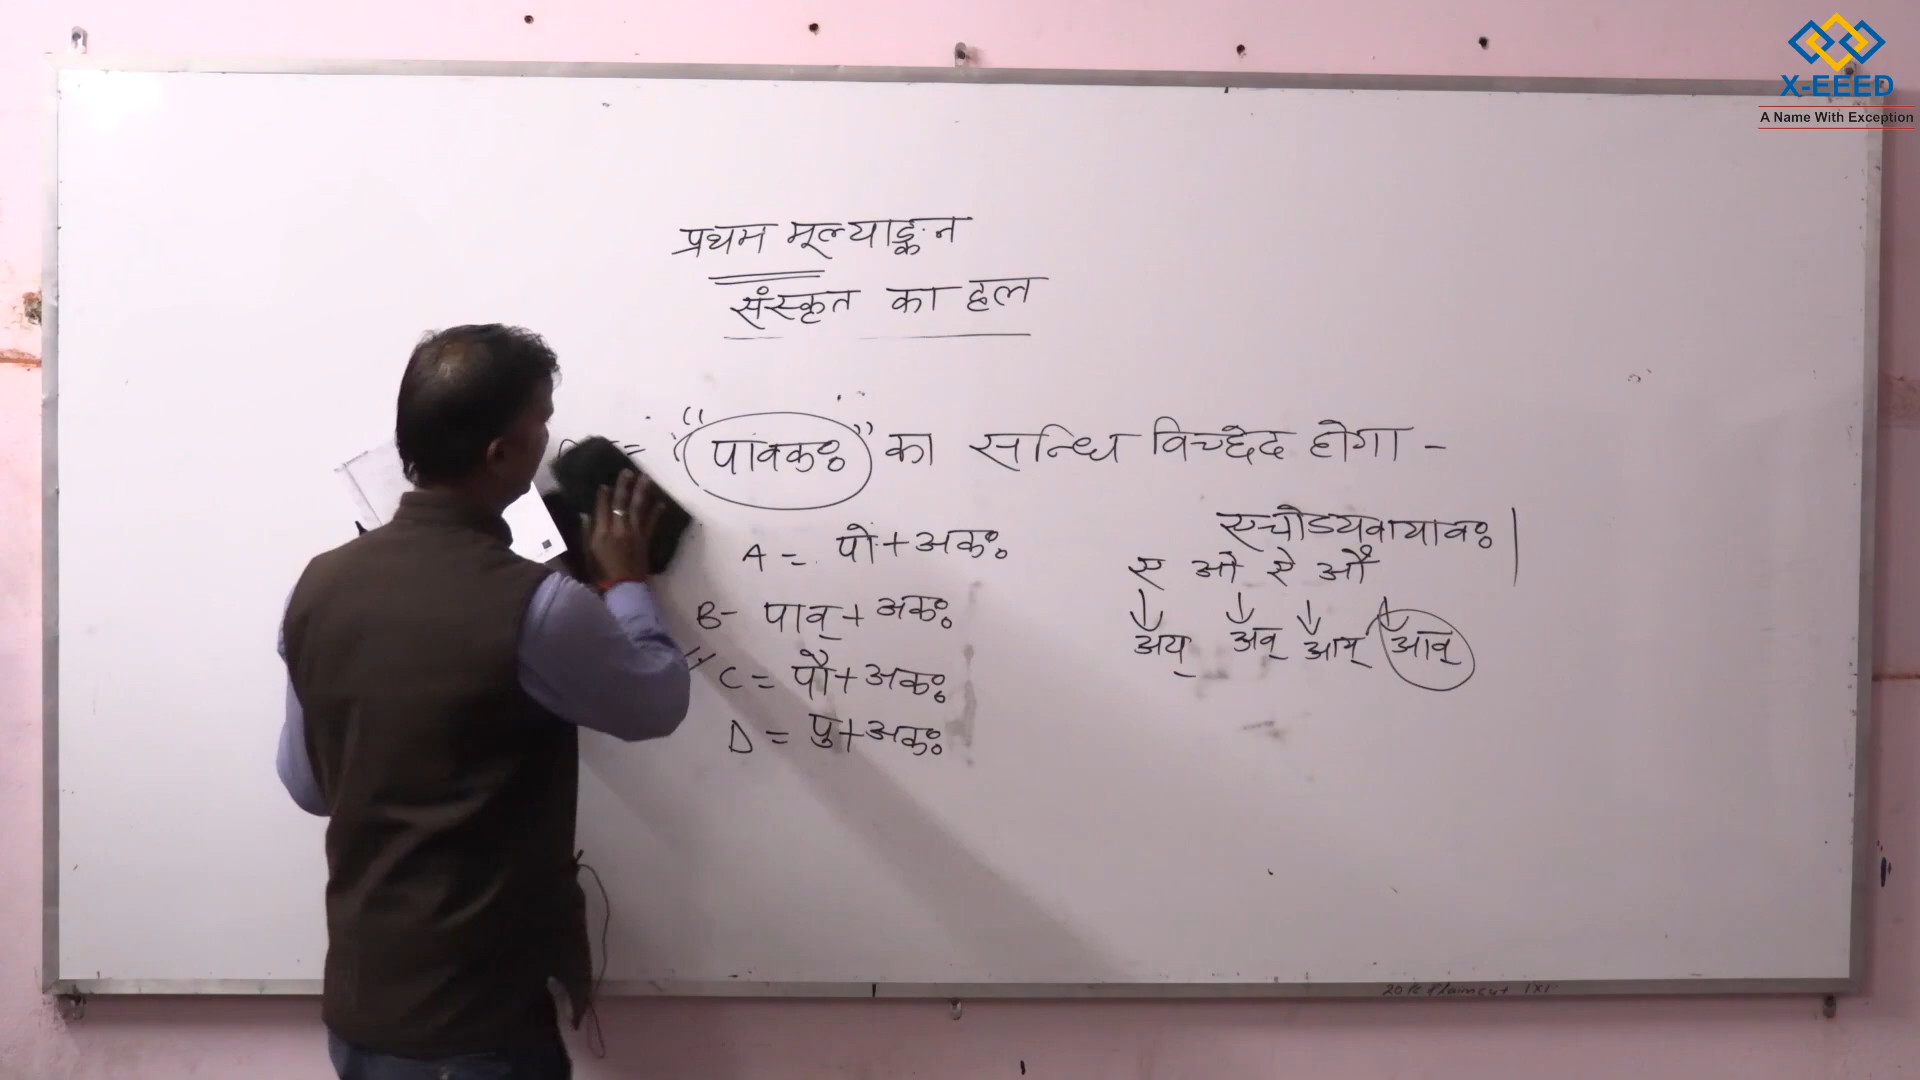 X-EEED
A Name With Exception
प्रथम मूल्याङ्कन
संस्कृत का हल
= "पावकः" का सन्धि विच्छेद होगा -
A = पो + अकः
B - पाव् + अकः
C = पौ + अकः
D = पु + अकः
एचोऽयवायावः |
ए ओ ऐ औ
अय् अव् आय् आव्